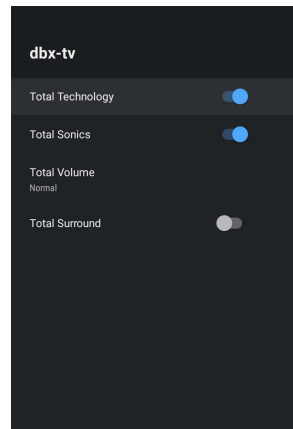 dbx-tv
Total Technology
Total Sonics
Total Volume
Normal
Total Surround